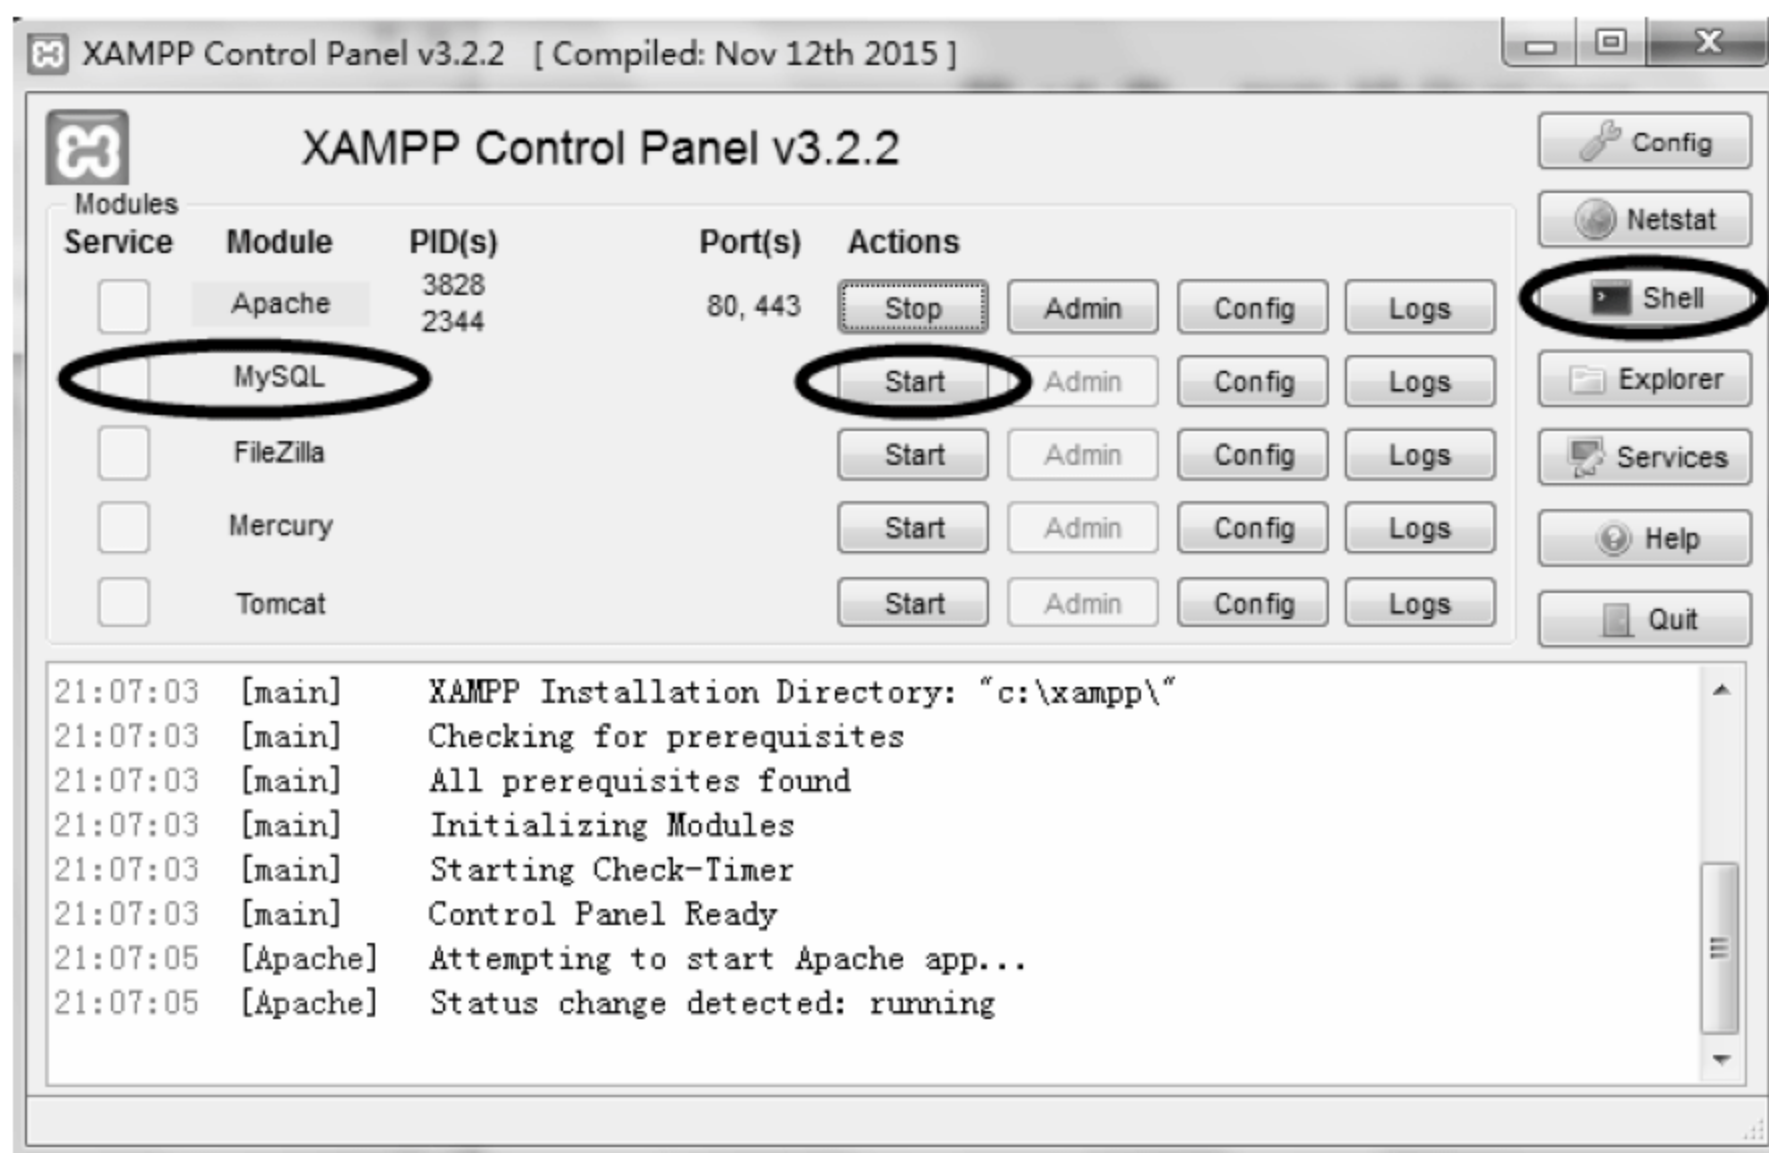 XAMPP Control Panel v3.2.2 [ Compiled: Nov 12th 2015 ]
XAMPP Control Panel v3.2.2
Config
Modules
Netstat
Service Module PID(s) Port(s) Actions
Apache 3828 2344 80, 443 Stop Admin Config Logs
Shell
MySQL Start Admin Config Logs
Explorer
FileZilla Start Admin Config Logs
Services
Mercury Start Admin Config Logs
Help
Tomcat Start Admin Config Logs
Quit
21:07:03 [main] XAMPP Installation Directory: "c:\xampp\"
21:07:03 [main] Checking for prerequisites
21:07:03 [main] All prerequisites found
21:07:03 [main] Initializing Modules
21:07:03 [main] Starting Check-Timer
21:07:03 [main] Control Panel Ready
21:07:05 [Apache] Attempting to start Apache app...
21:07:05 [Apache] Status change detected: running